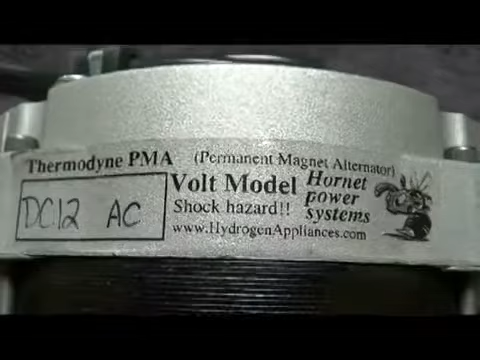 Thermodyne PMA (Permanent Magnet Alternator)
DC12 AC Volt Model
Shock hazard!!
www.HydrogenAppliances.com
Hornet
power
systems